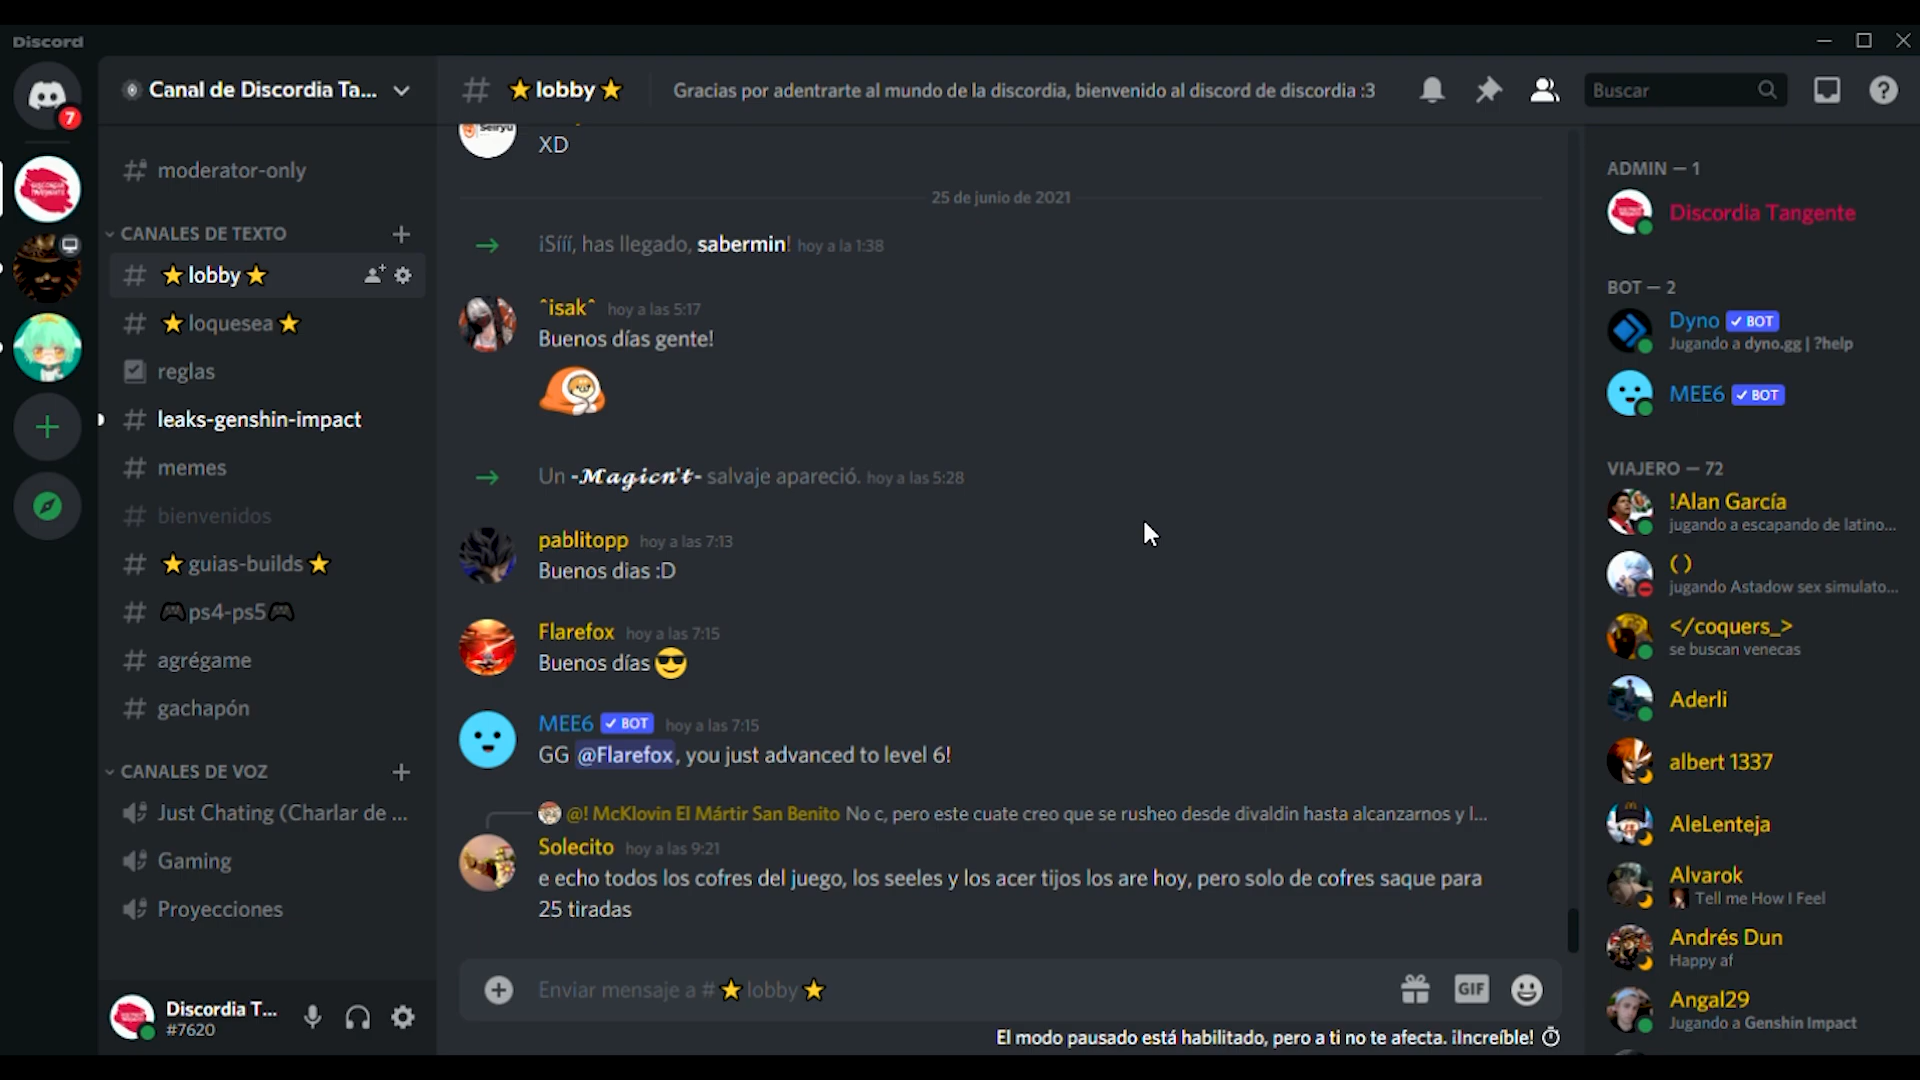 Discord
7
Canal de Discordia Ta...
⭐lobby⭐
Gracias por adentrarte al mundo de la discordia, bienvenido al discord de discordia :3
Buscar
moderator-only
CANALES DE TEXTO
⭐lobby⭐
⭐loquesea⭐
reglas
leaks-genshin-impact
memes
bienvenidos
⭐guias-builds⭐
🎮ps4-ps5🎮
agrégame
gachapón
CANALES DE VOZ
Just Chating (Charlar de ...
Gaming
Proyecciones
Discordia T...
#7620
XD
25 de junio de 2021
¡Sííí, has llegado, sabermin! hoy a la 1:38
^isak^ hoy a las 5:17
Buenos días gente!
Un -𝓜𝓪𝓰𝓲𝓬𝓷'𝓽- salvaje apareció. hoy a las 5:28
pablitopp hoy a las 7:13
Buenos dias :D
Flarefox hoy a las 7:15
Buenos días 😎
MEE6 ✓ BOT hoy a las 7:15
GG @Flarefox, you just advanced to level 6!
@! McKlovin El Mártir San Benito No c, pero este cuate creo que se rusheo desde divaldin hasta alcanzarnos y l...
Solecito hoy a las 9:21
e echo todos los cofres del juego, los seeles y los acer tijos los are hoy, pero solo de cofres saque para
25 tiradas
Enviar mensaje a #⭐lobby⭐
GIF
El modo pausado está habilitado, pero a ti no te afecta. ¡Increíble!
ADMIN — 1
Discordia Tangente
BOT — 2
Dyno ✓ BOT
Jugando a dyno.gg | ?help
MEE6 ✓ BOT
VIAJERO — 72
!Alan García
jugando a escapando de latino...
( )
jugando Astadow sex simulato...
</coquers_>
se buscan venecas
Aderli
albert 1337
AleLenteja
Alvarok
Tell me How I Feel
Andrés Dun
Happy af
Angal29
Jugando a Genshin Impact